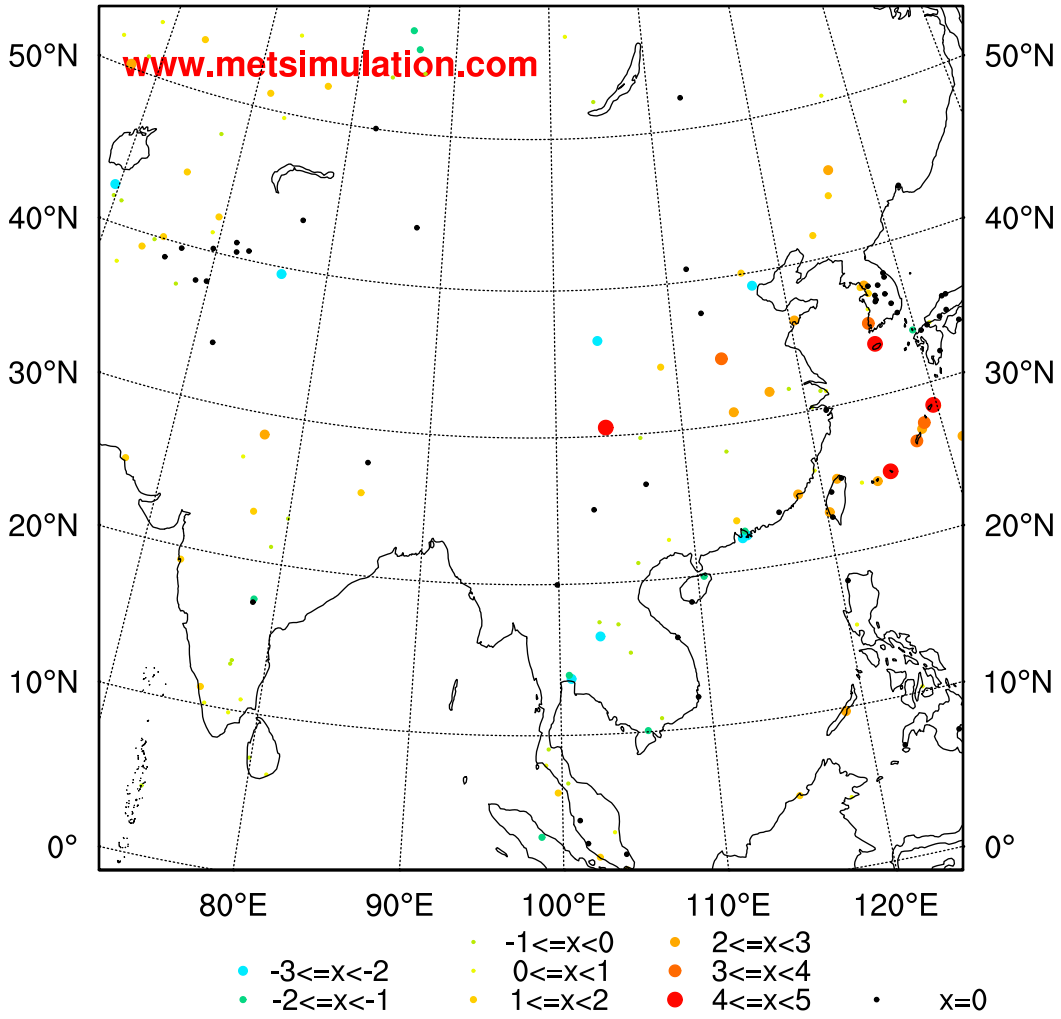 50°N 50°N
www.metsimulation.com
40°N 40°N
30°N 30°N
20°N 20°N
10°N 10°N
0° 0°
80°E 90°E 100°E 110°E 120°E
-1<=x<0 2<=x<3
-3<=x<-2 0<=x<1 3<=x<4
-2<=x<-1 1<=x<2 4<=x<5 x=0